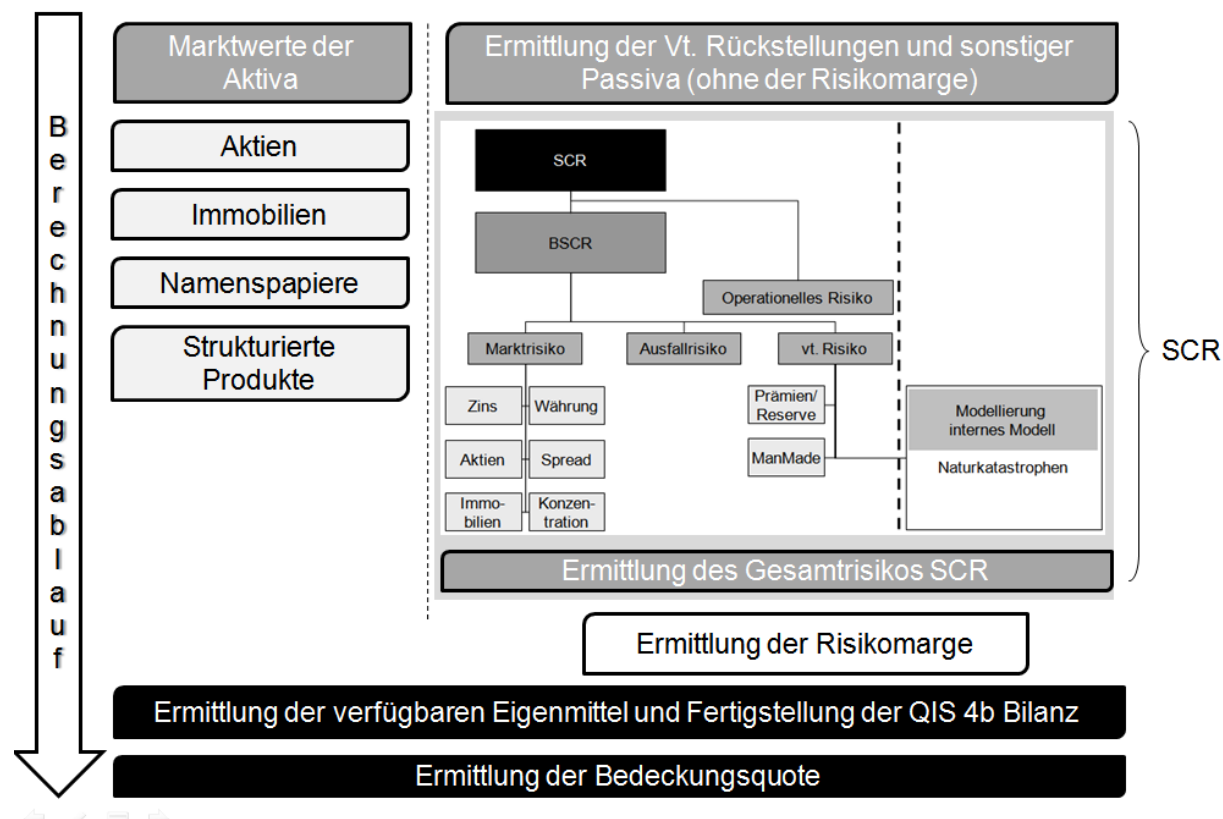 Berechnungsablauf
Marktwerte der
Aktiva
Aktien
Immobilien
Namenspapiere
Strukturierte
Produkte
Ermittlung der Vt. Rückstellungen und sonstiger
Passiva (ohne der Risikomarge)
SCR
BSCR
Operationelles Risiko
Marktrisiko
Ausfallrisiko
vt. Risiko
Zins
Währung
Aktien
Spread
Immo-
bilien
Konzen-
tration
Prämien/
Reserve
ManMade
Modellierung
internes Modell
Naturkatastrophen
SCR
Ermittlung des Gesamtrisikos SCR
Ermittlung der Risikomarge
Ermittlung der verfügbaren Eigenmittel und Fertigstellung der QIS 4b Bilanz
Ermittlung der Bedeckungsquote